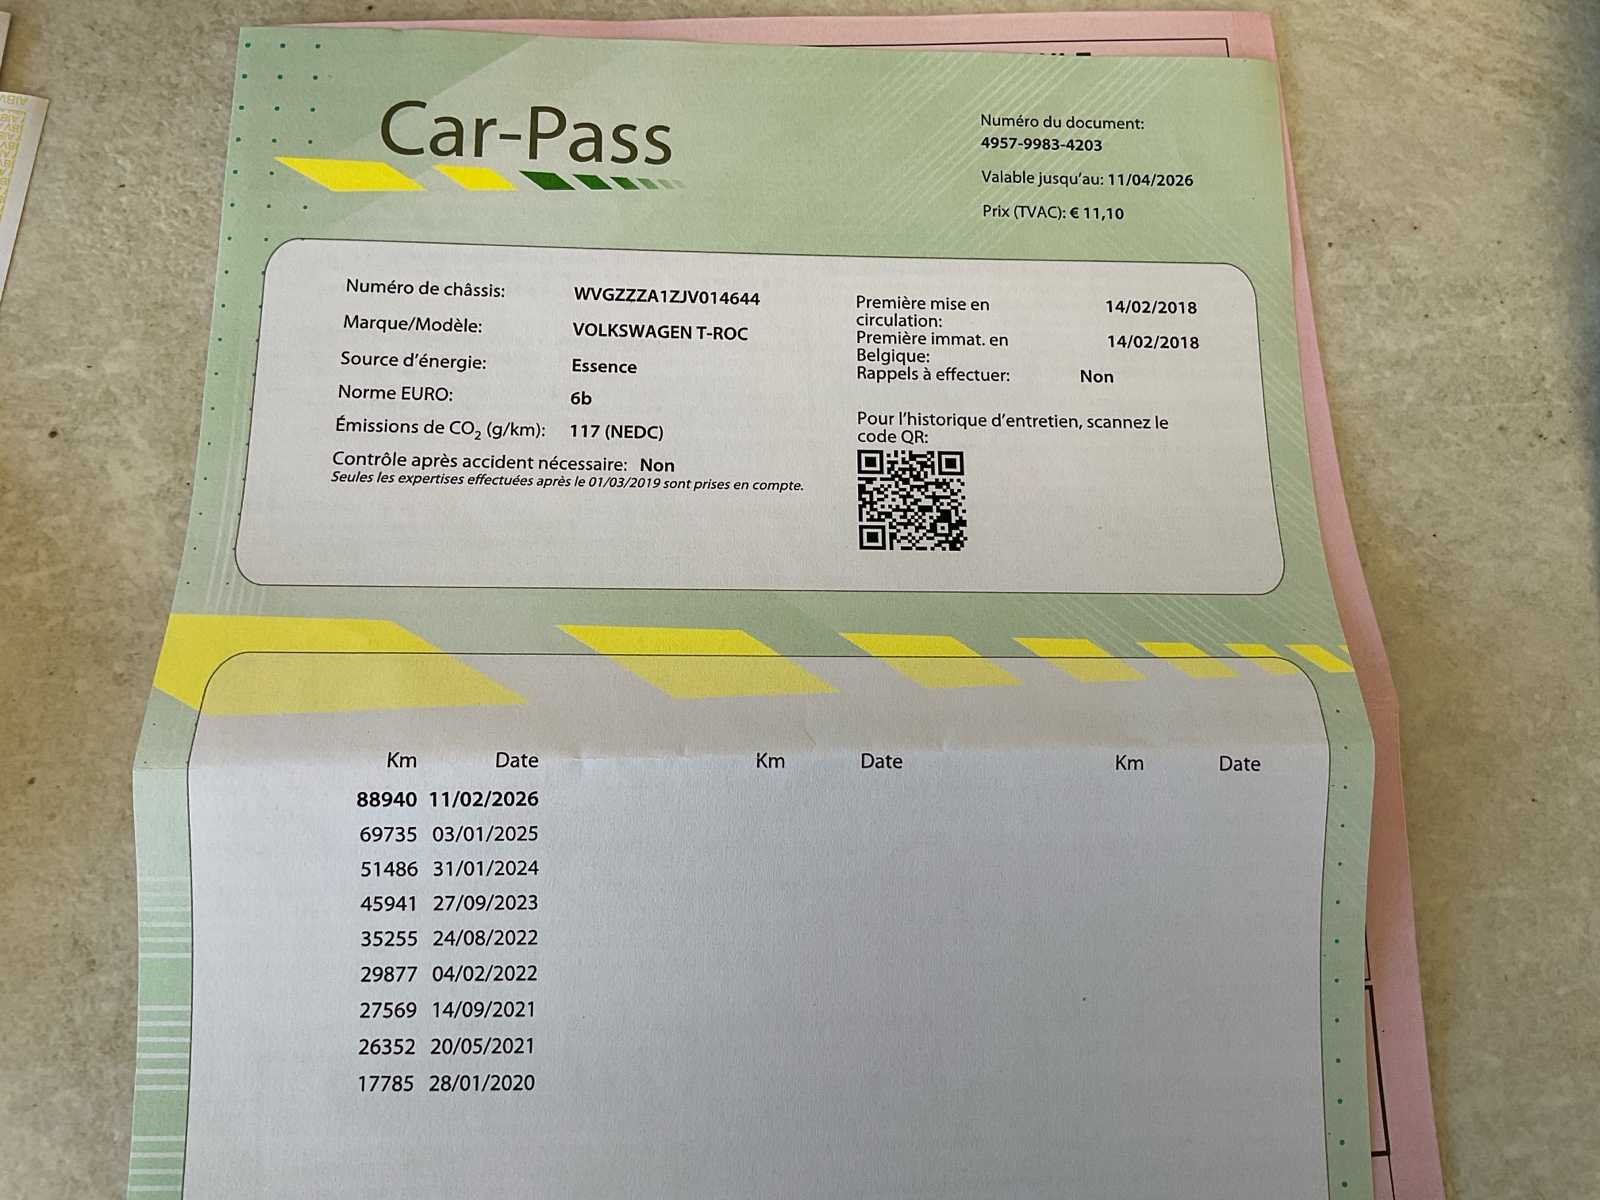 Car-Pass
Numéro du document:
4957-9983-4203
Valable jusqu'au: 11/04/2026
Prix (TVAC): € 11,10
Numéro de châssis: WVGZZZA1ZJV014644
Marque/Modèle: VOLKSWAGEN T-ROC
Source d'énergie: Essence
Norme EURO: 6b
Émissions de CO2 (g/km): 117 (NEDC)
Contrôle après accident nécessaire: Non
Seules les expertises effectuées après le 01/03/2019 sont prises en compte.
Première mise en
circulation: 14/02/2018
Première immat. en
Belgique: 14/02/2018
Rappels à effectuer: Non
Pour l'historique d'entretien, scannez le
code QR:
Km Date Km Date Km Date
88940 11/02/2026
69735 03/01/2025
51486 31/01/2024
45941 27/09/2023
35255 24/08/2022
29877 04/02/2022
27569 14/09/2021
26352 20/05/2021
17785 28/01/2020